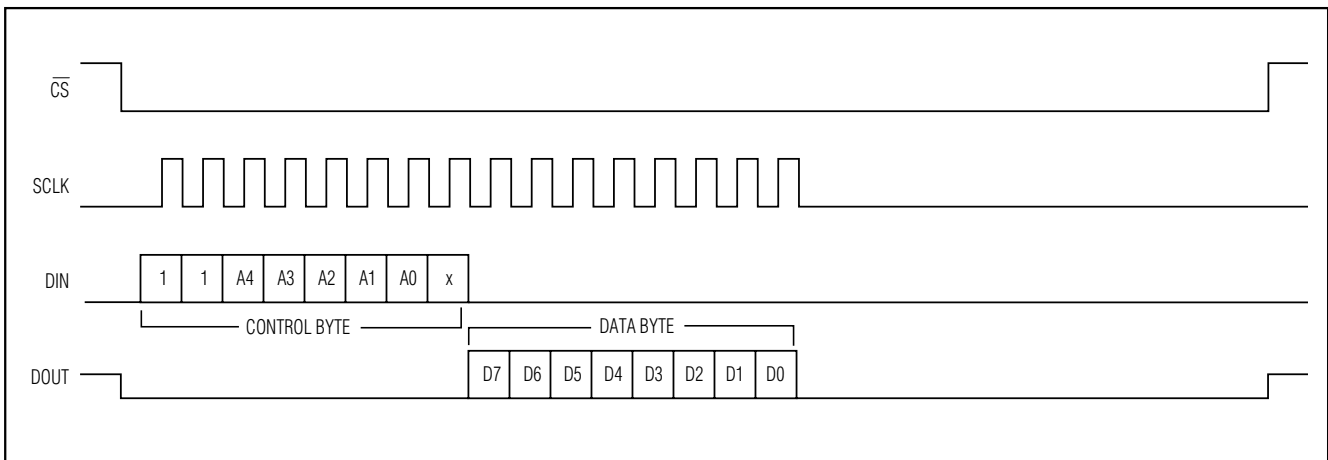 C̅S̅
SCLK
DIN 1 1 A4 A3 A2 A1 A0 x
CONTROL BYTE DATA BYTE
DOUT D7 D6 D5 D4 D3 D2 D1 D0